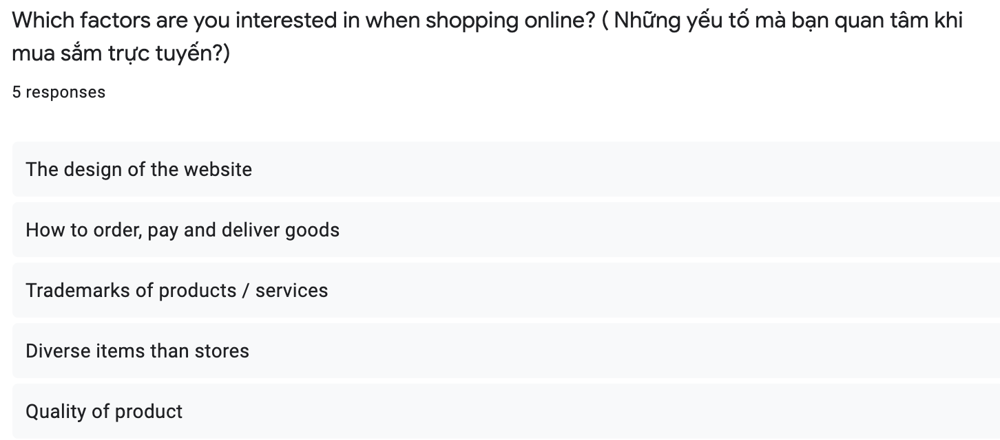 Which factors are you interested in when shopping online? ( Những yếu tố mà bạn quan tâm khi
mua sắm trực tuyến?)
5 responses
The design of the website
How to order, pay and deliver goods
Trademarks of products / services
Diverse items than stores
Quality of product